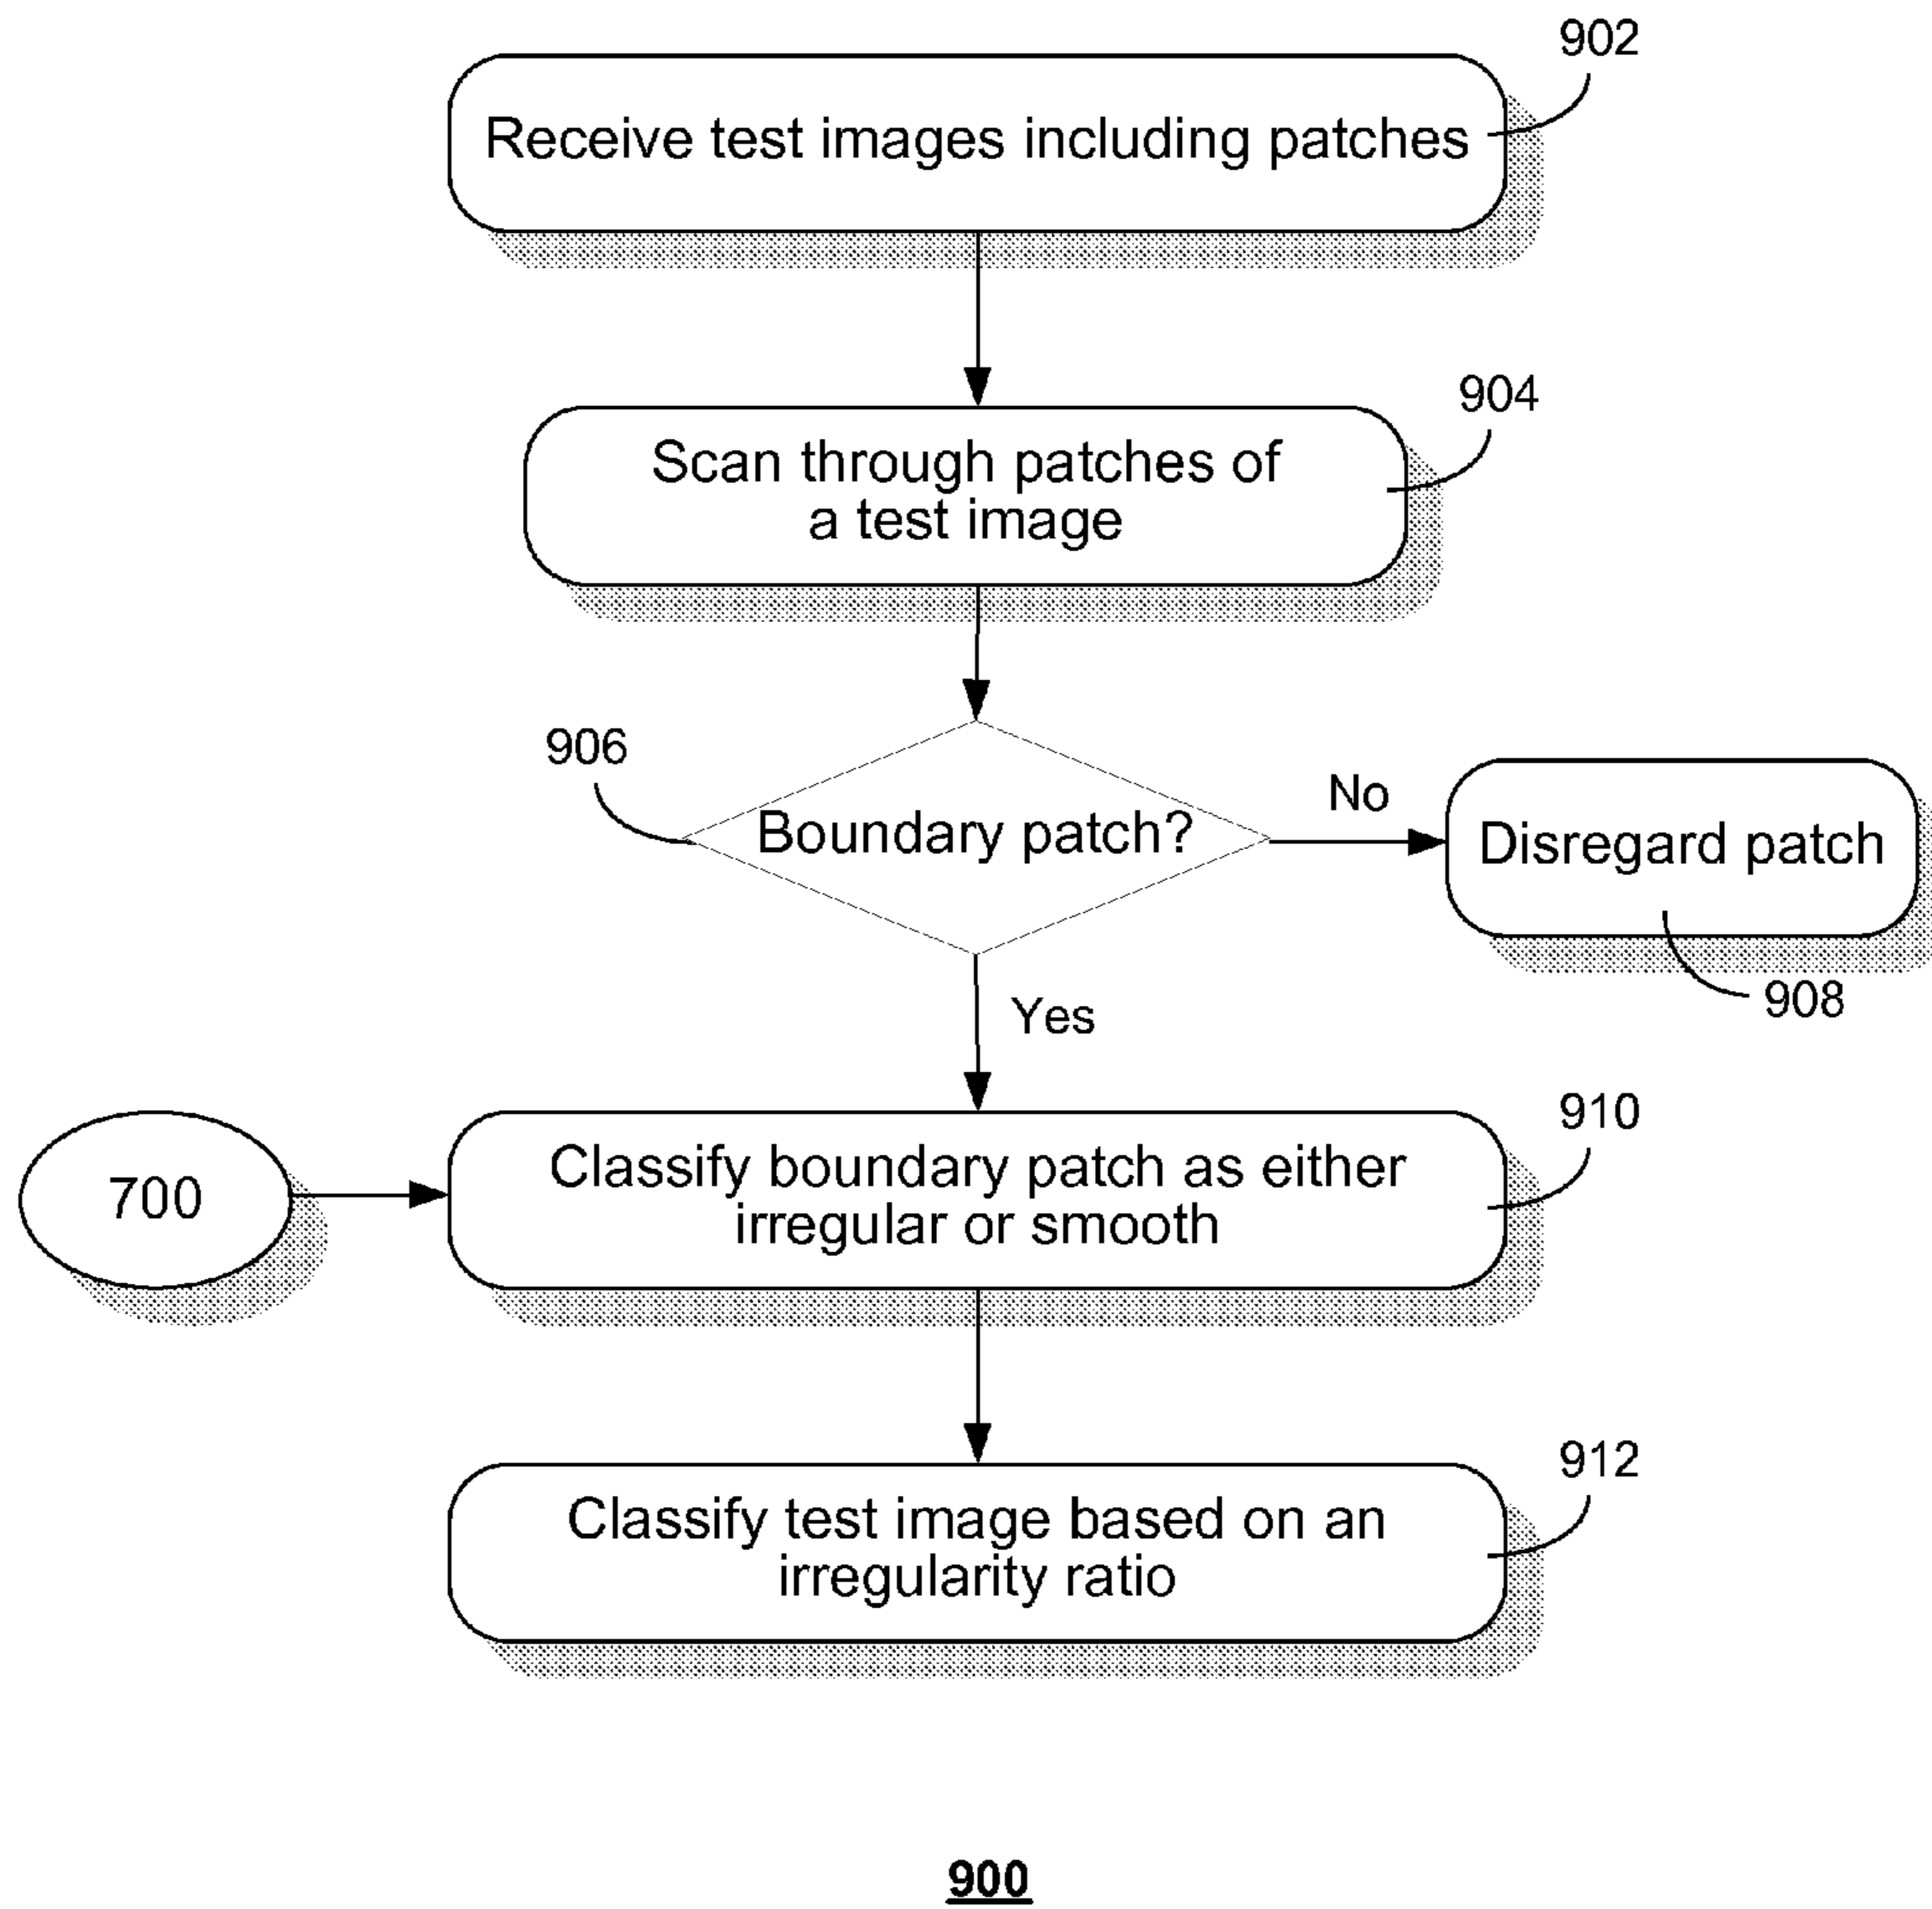 902
Receive test images including patches
904
Scan through patches of
a test image
906
Boundary patch?
No
Disregard patch
908
Yes
910
700
Classify boundary patch as either
irregular or smooth
912
Classify test image based on an
irregularity ratio
900